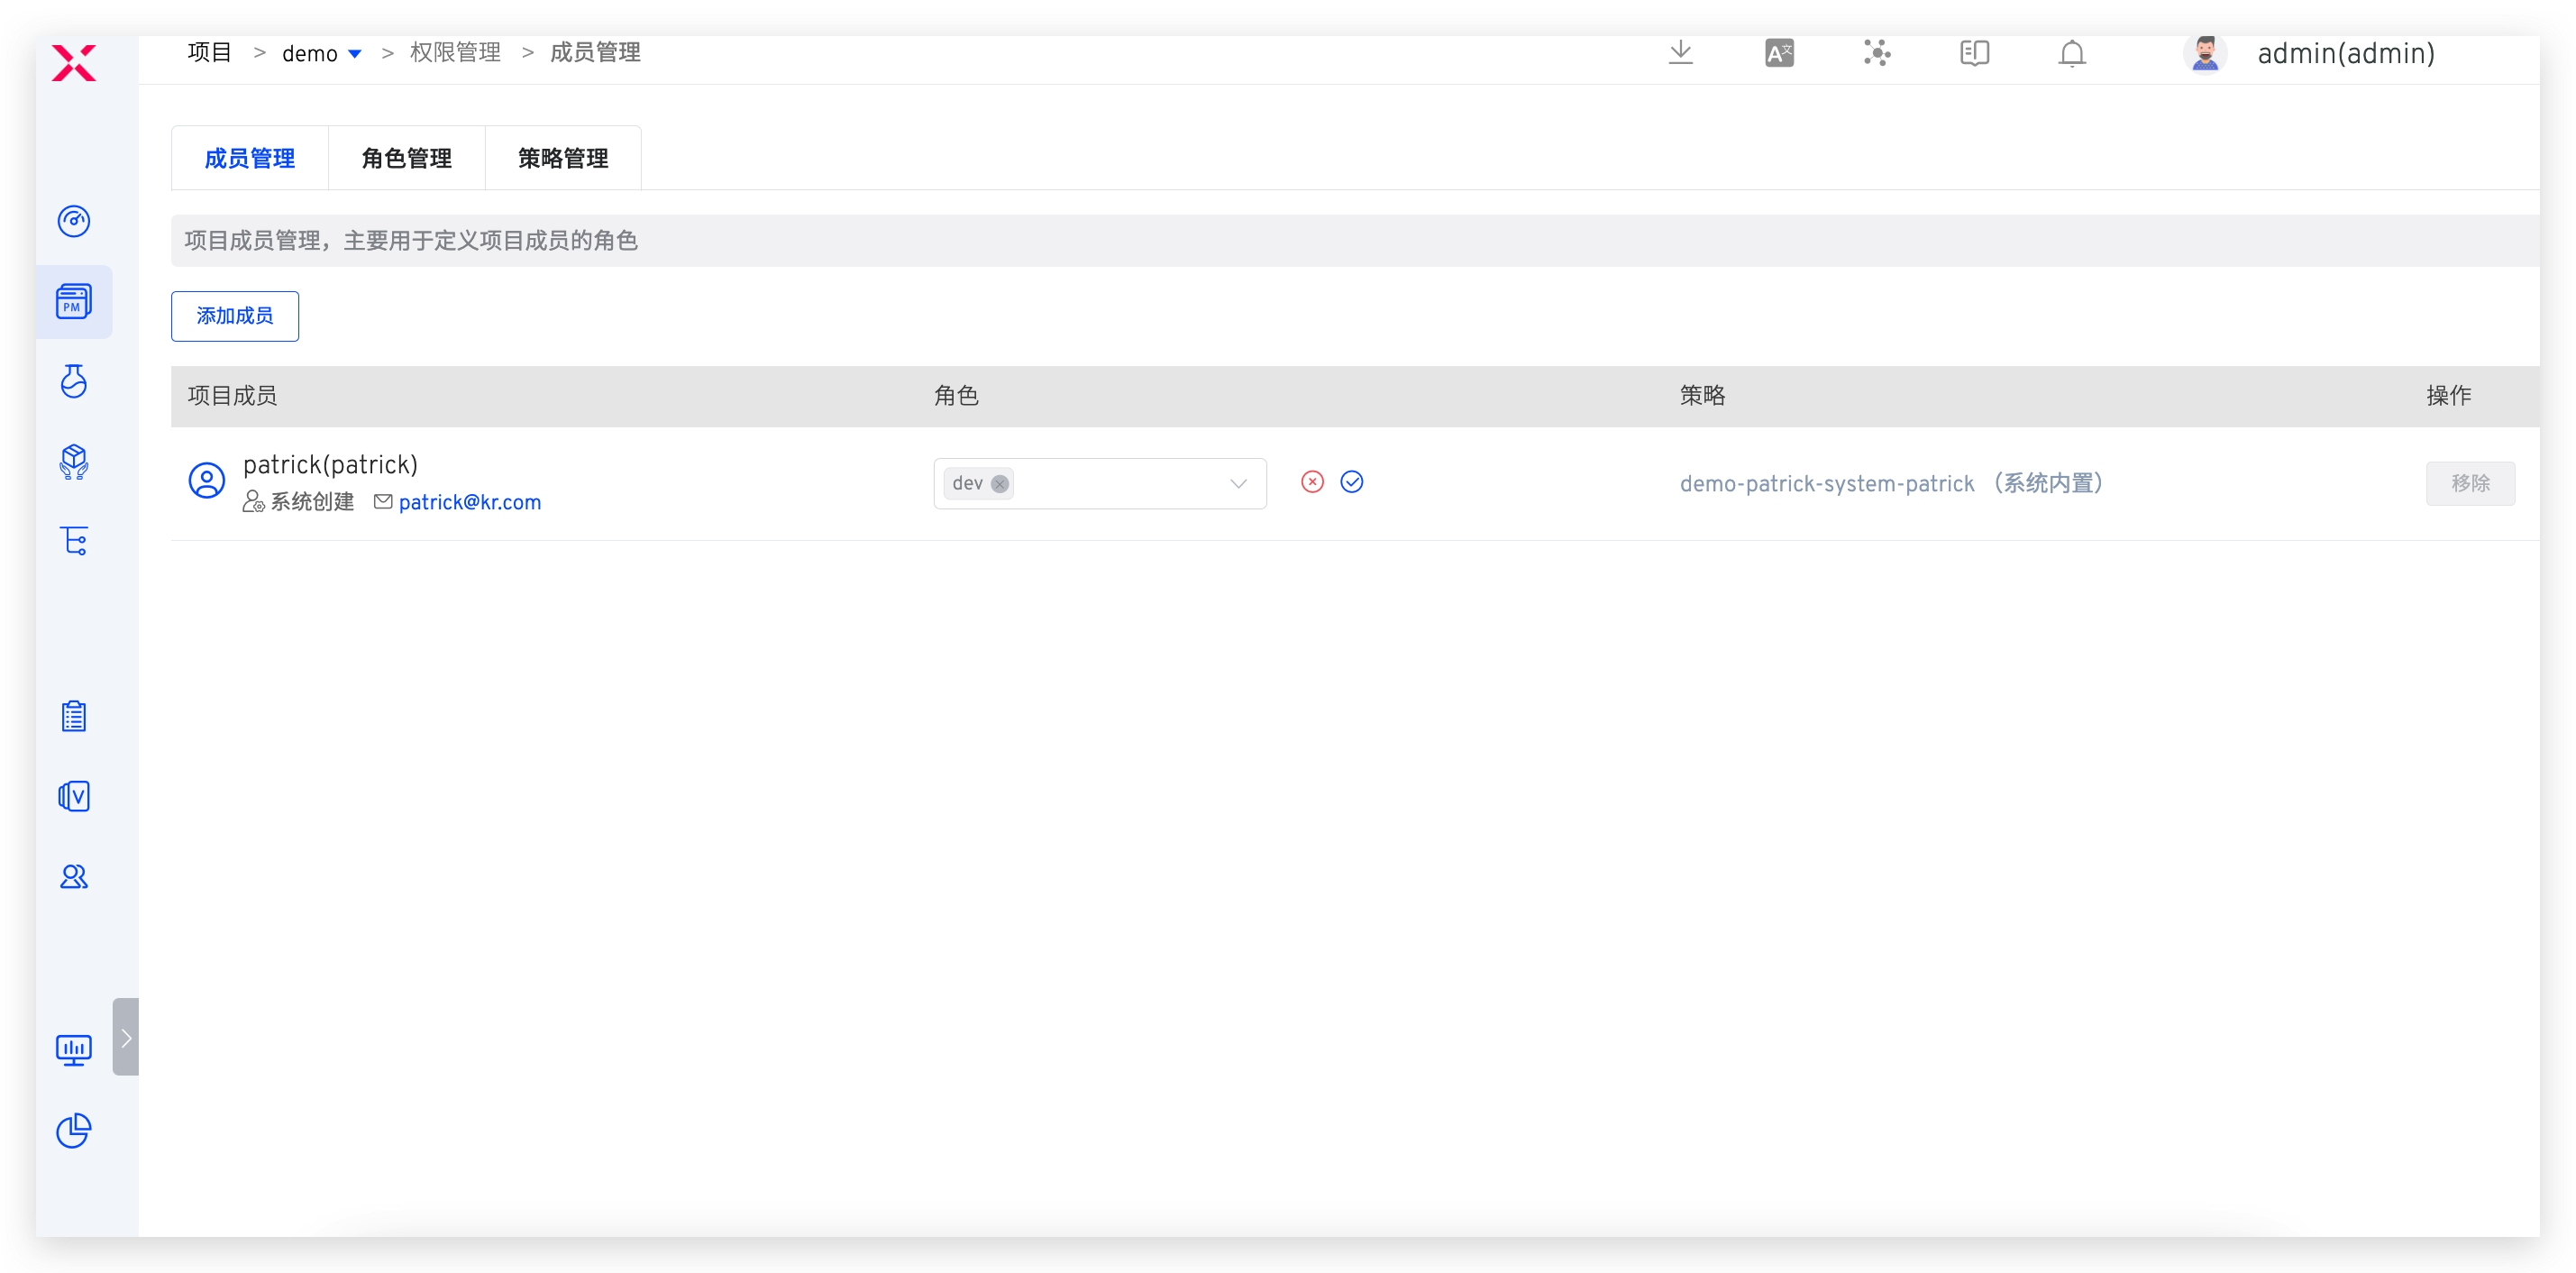 项目 > demo > 权限管理 > 成员管理
A文
admin(admin)
成员管理 角色管理 策略管理
项目成员管理，主要用于定义项目成员的角色
PM
添加成员
项目成员 角色 策略 操作
patrick(patrick)
系统创建 patrick@kr.com
dev
demo-patrick-system-patrick （系统内置）
移除
V